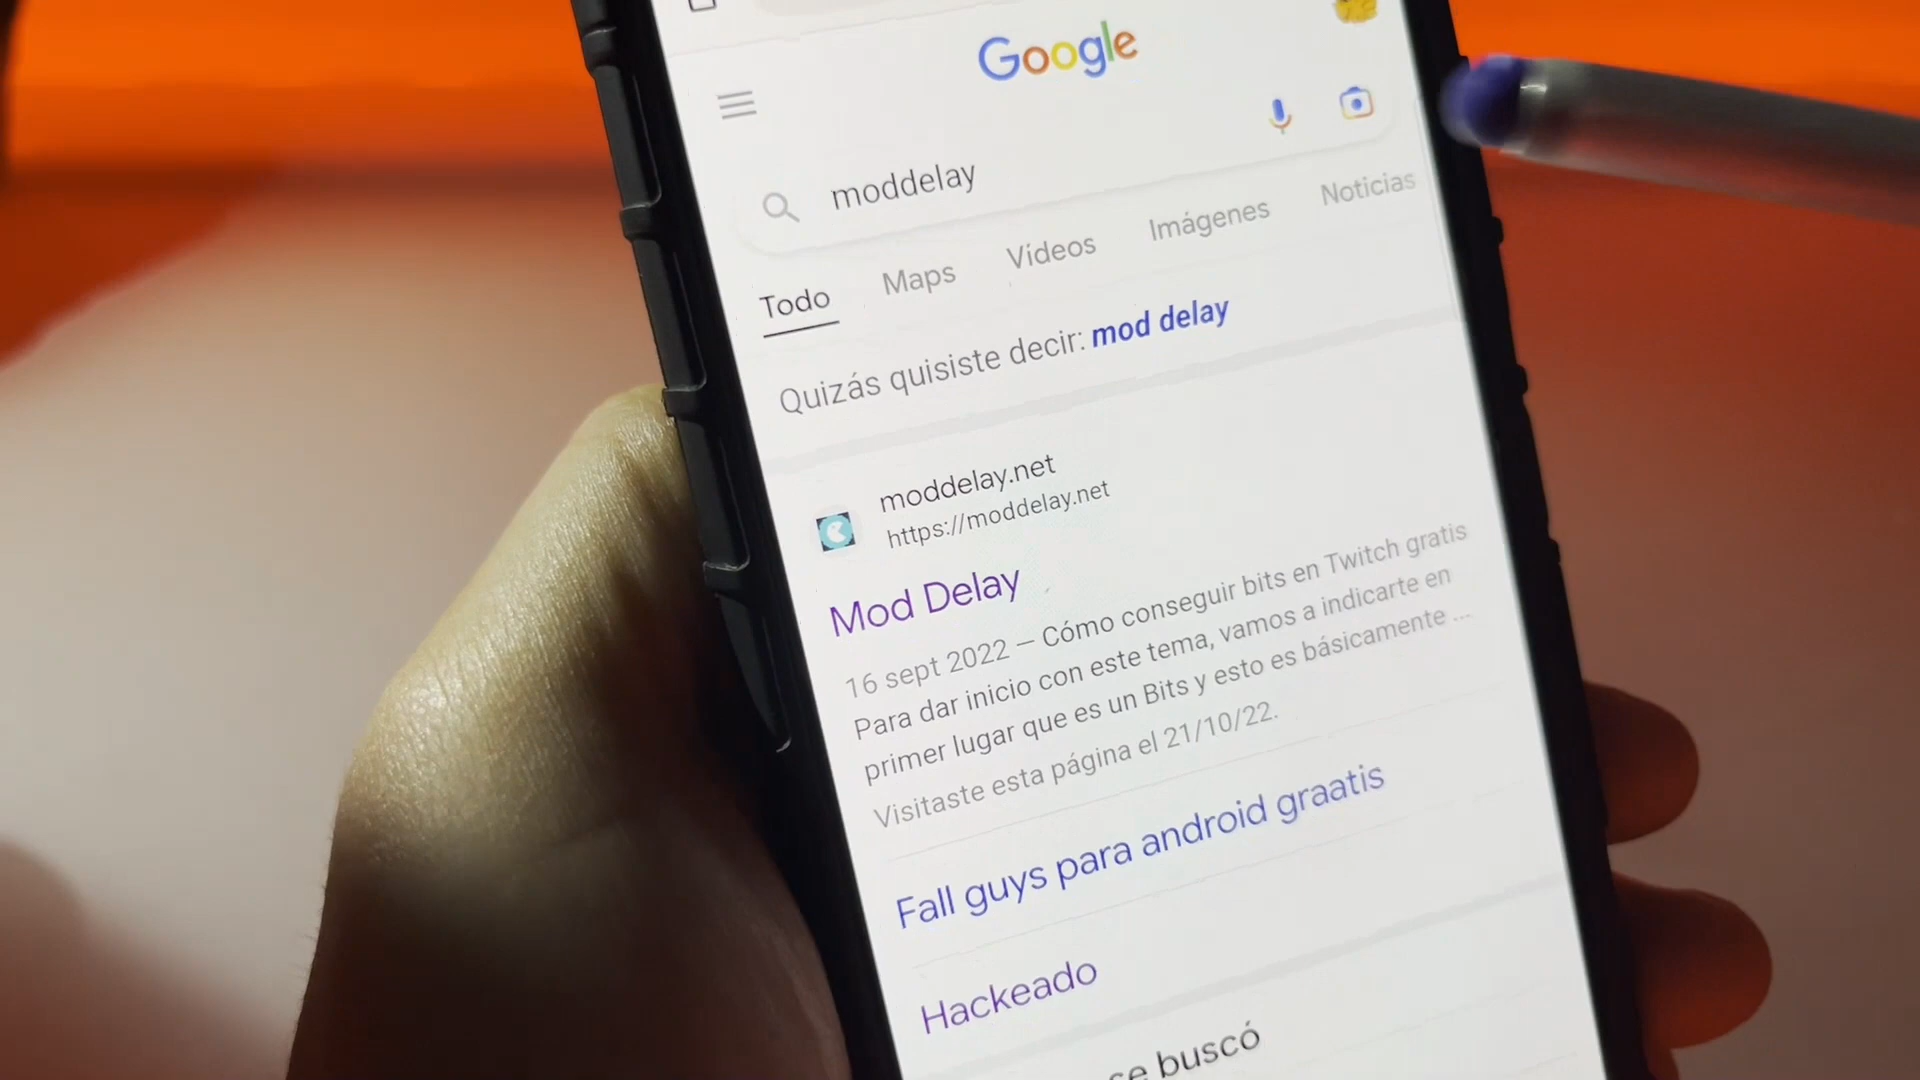 Google
moddelay
Todo Maps Vídeos Imágenes Noticias
Quizás quisiste decir: mod delay
moddelay.net
https://moddelay.net
Mod Delay
16 sept 2022 — Cómo conseguir bits en Twitch gratis
Para dar inicio con este tema, vamos a indicarte en
primer lugar que es un Bits y esto es básicamente ...
Visitaste esta página el 21/10/22.
Fall guys para android graatis
Hackeado
se buscó